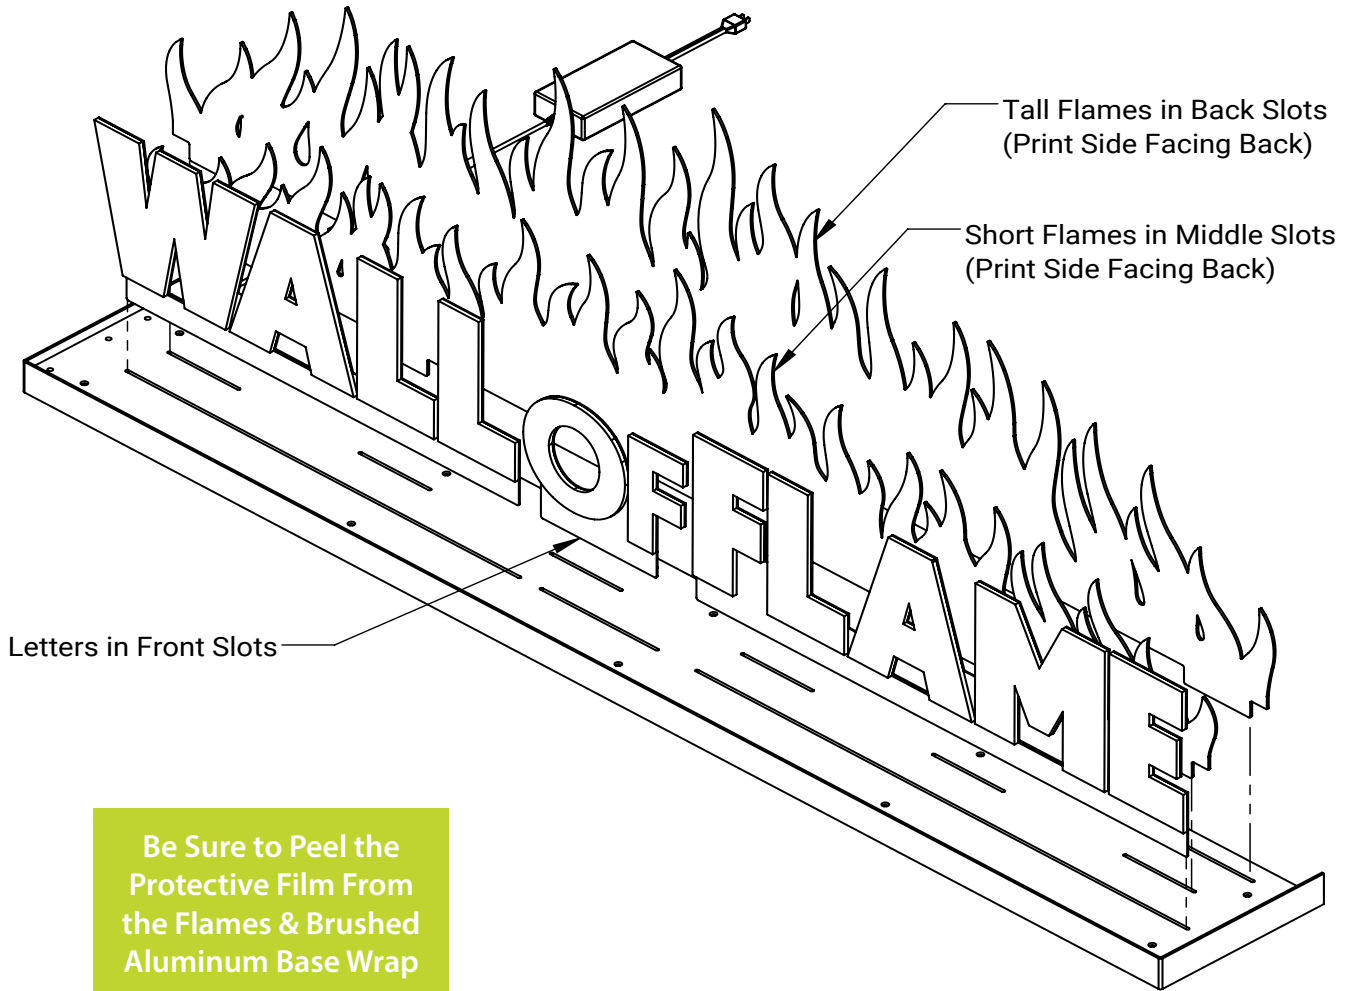 Tall Flames in Back Slots
(Print Side Facing Back)
Short Flames in Middle Slots
(Print Side Facing Back)
WALL OF FLAME
Letters in Front Slots
Be Sure to Peel the
Protective Film From
the Flames & Brushed
Aluminum Base Wrap